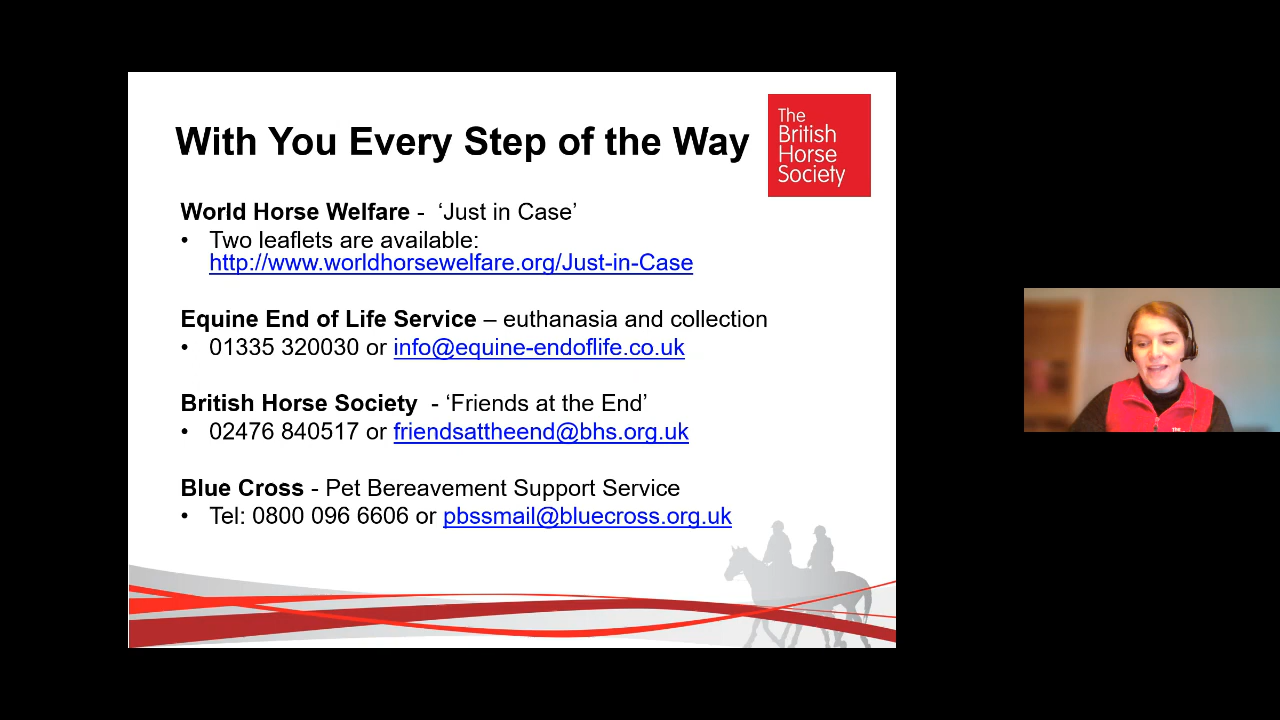 With You Every Step of the Way
The
British
Horse
Society
World Horse Welfare - ‘Just in Case’
• Two leaflets are available:
http://www.worldhorsewelfare.org/Just-in-Case
Equine End of Life Service – euthanasia and collection
• 01335 320030 or info@equine-endoflife.co.uk
British Horse Society - ‘Friends at the End’
• 02476 840517 or friendsattheend@bhs.org.uk
Blue Cross - Pet Bereavement Support Service
• Tel: 0800 096 6606 or pbssmail@bluecross.org.uk